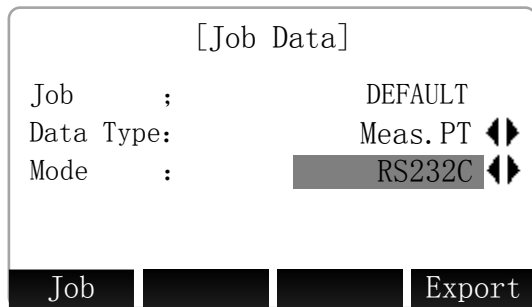 [Job Data]
Job ; DEFAULT
Data Type: Meas.PT
Mode : RS232C
Job Export